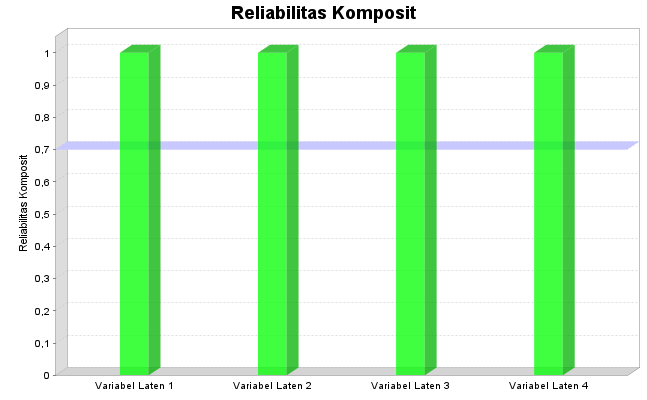 Reliabilitas Komposit
1
0,9
0,8
0,7
0,6
0,5
0,4
0,3
0,2
0,1
0
Reliabilitas Komposit
Variabel Laten 1
Variabel Laten 2
Variabel Laten 3
Variabel Laten 4